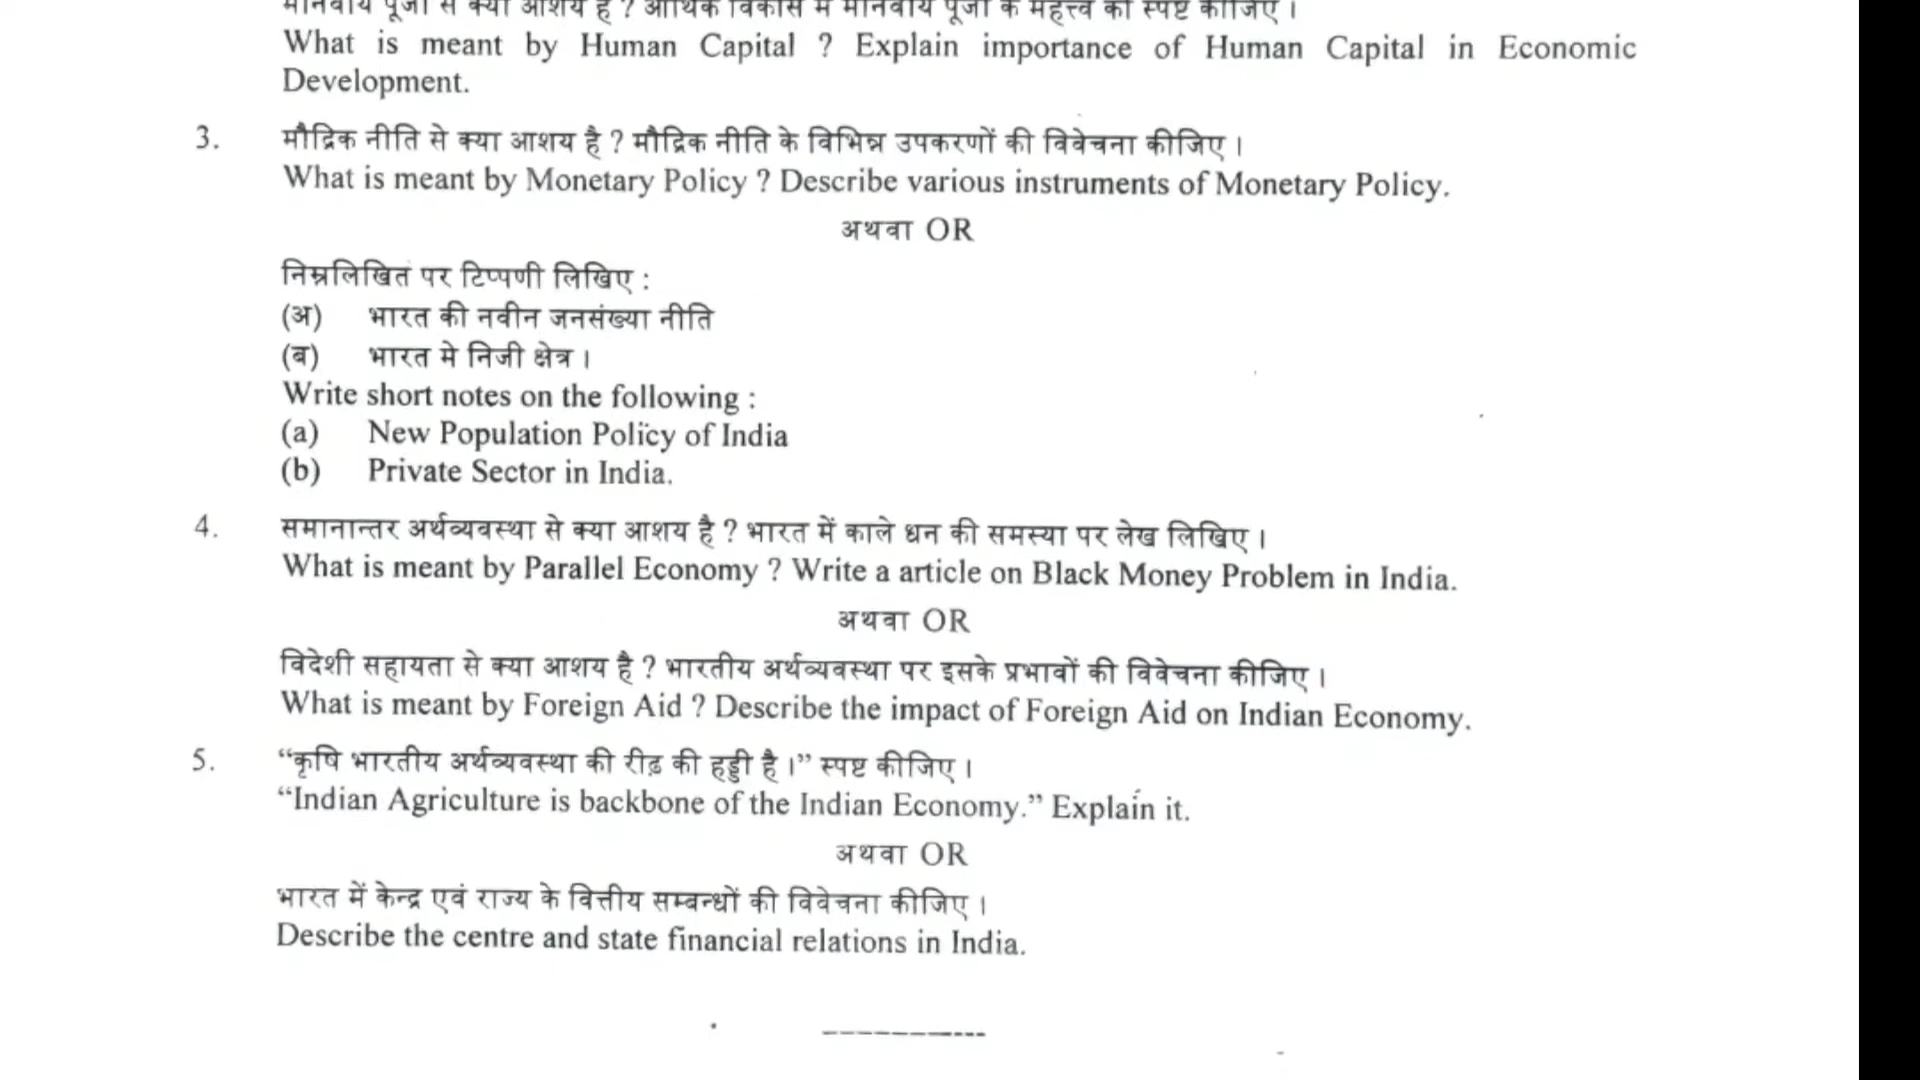 मानवीय पूंजी से क्या आशय है ? आर्थिक विकास में मानवीय पूंजी के महत्त्व को स्पष्ट कीजिए ।
What is meant by Human Capital ? Explain importance of Human Capital in Economic
Development.
3. मौद्रिक नीति से क्या आशय है ? मौद्रिक नीति के विभिन्न उपकरणों की विवेचना कीजिए ।
What is meant by Monetary Policy ? Describe various instruments of Monetary Policy.
अथवा OR
निम्नलिखित पर टिप्पणी लिखिए :
(अ) भारत की नवीन जनसंख्या नीति
(ब) भारत मे निजी क्षेत्र ।
Write short notes on the following :
(a) New Population Policy of India
(b) Private Sector in India.
4. समानान्तर अर्थव्यवस्था से क्या आशय है ? भारत में काले धन की समस्या पर लेख लिखिए ।
What is meant by Parallel Economy ? Write a article on Black Money Problem in India.
अथवा OR
विदेशी सहायता से क्या आशय है ? भारतीय अर्थव्यवस्था पर इसके प्रभावों की विवेचना कीजिए ।
What is meant by Foreign Aid ? Describe the impact of Foreign Aid on Indian Economy.
5. “कृषि भारतीय अर्थव्यवस्था की रीढ़ की हड्डी है ।” स्पष्ट कीजिए ।
“Indian Agriculture is backbone of the Indian Economy.” Explain it.
अथवा OR
भारत में केन्द्र एवं राज्य के वित्तीय सम्बन्धों की विवेचना कीजिए ।
Describe the centre and state financial relations in India.
-----------